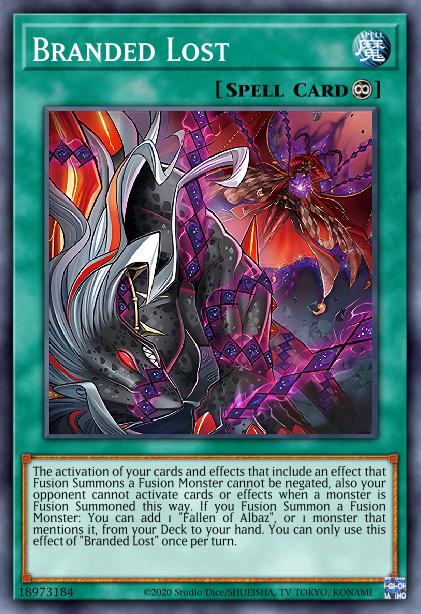 BRANDED LOST
SPELL
魔
[SPELL CARD]
The activation of your cards and effects that include an effect that
Fusion Summons a Fusion Monster cannot be negated, also your
opponent cannot activate cards or effects when a monster is
Fusion Summoned this way. If you Fusion Summon a Fusion
Monster: You can add 1 "Fallen of Albaz", or 1 monster that
mentions it, from your Deck to your hand. You can only use this
effect of "Branded Lost" once per turn.
18973184
©2020 Studio Dice/SHUEISHA, TV TOKYO, KONAMI